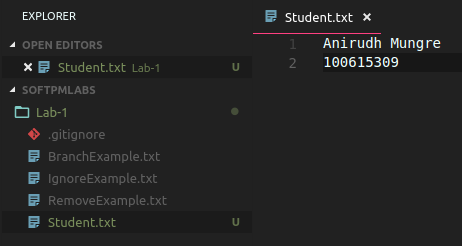 EXPLORER
OPEN EDITORS
Student.txt Lab-1 U
SOFTPMLABS
Lab-1
.gitignore
BranchExample.txt
IgnoreExample.txt
RemoveExample.txt
Student.txt U
Student.txt
1 Anirudh Mungre
2 100615309